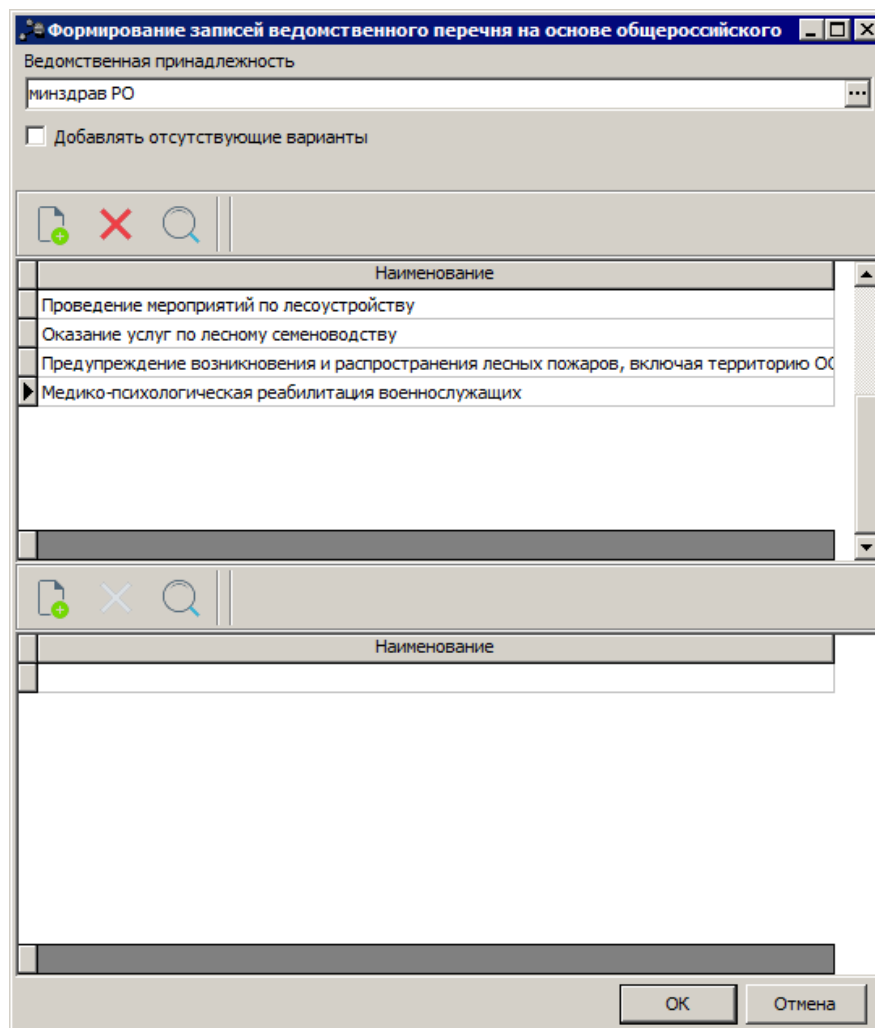 Формирование записей ведомственного перечня на основе общероссийского
Ведомственная принадлежность
минздрав РО
Добавлять отсутствующие варианты
Наименование
Проведение мероприятий по лесоустройству
Оказание услуг по лесному семеноводству
Предупреждение возникновения и распространения лесных пожаров, включая территорию ОО
Медико-психологическая реабилитация военнослужащих
Наименование
ОК
Отмена